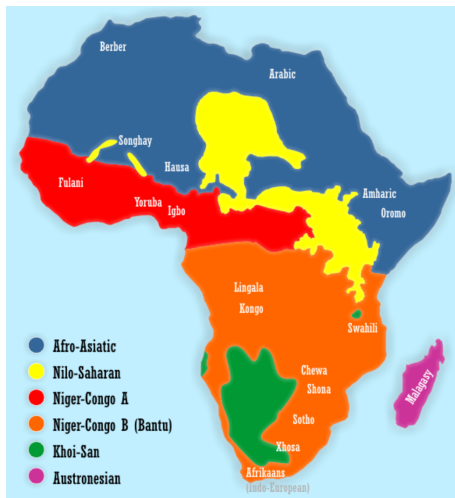 Berber
Arabic
Songhay
Hausa
Fulani
Amharic
Yoruba
Igbo
Oromo
Lingala
Kongo
Swahili
Afro-Asiatic
Nilo-Saharan
Chewa
Malagasy
Shona
Niger-Congo A
Niger-Congo B (Bantu)
Sotho
Khoi-San
Xhosa
Austronesian
Afrikaans
(Indo-European)